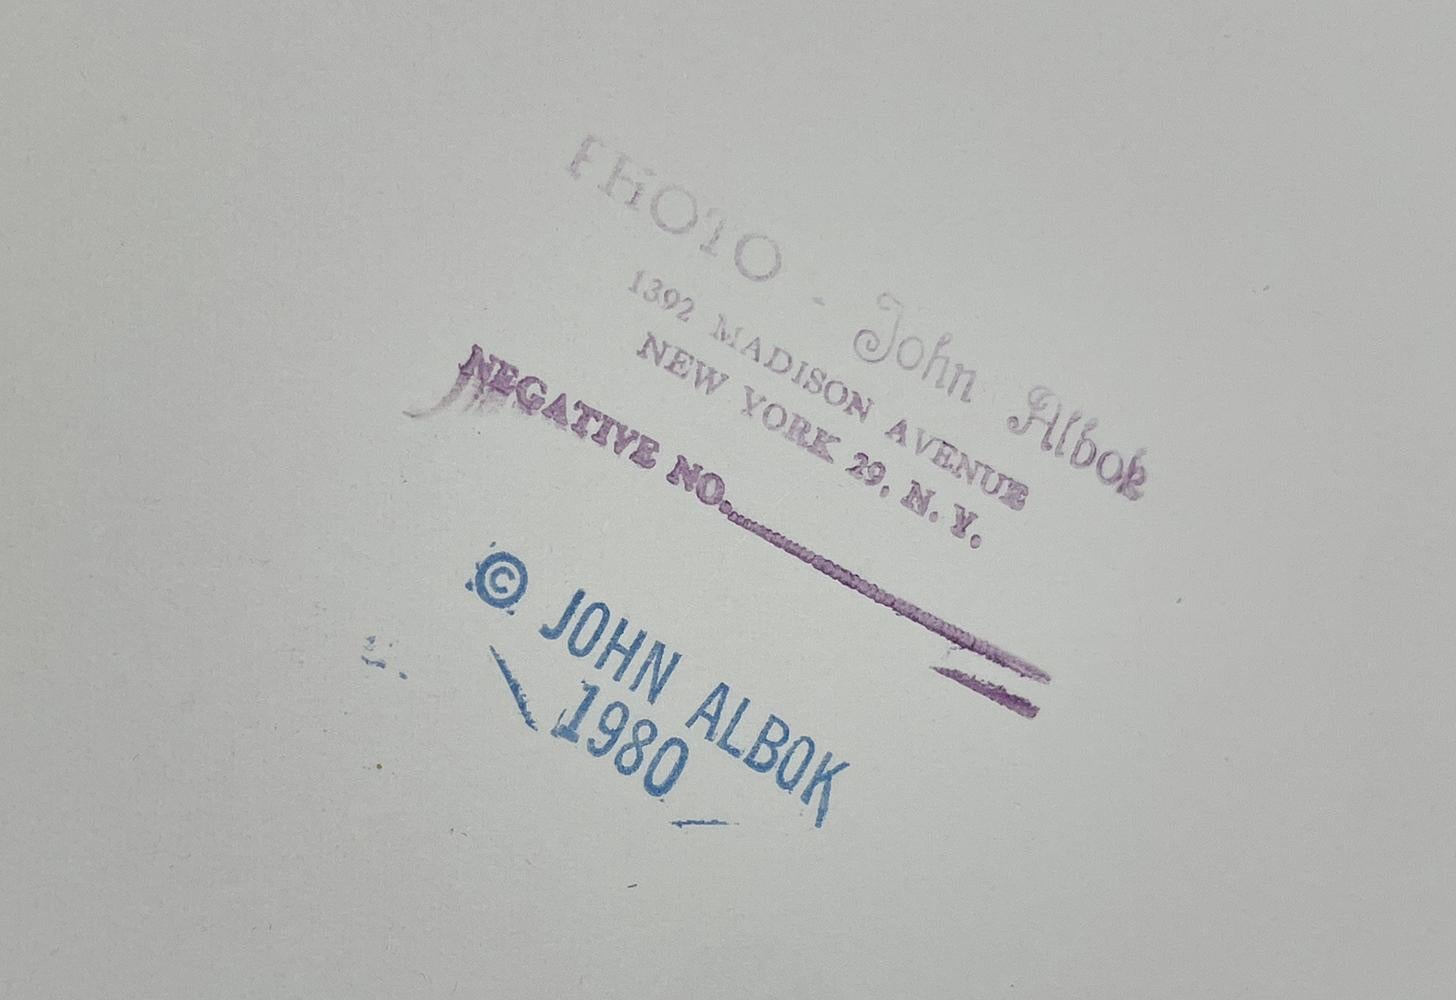 PHOTO - John Albok
1392 MADISON AVENUE
NEW YORK 29, N. Y.
NEGATIVE NO.
© JOHN ALBOK
1980